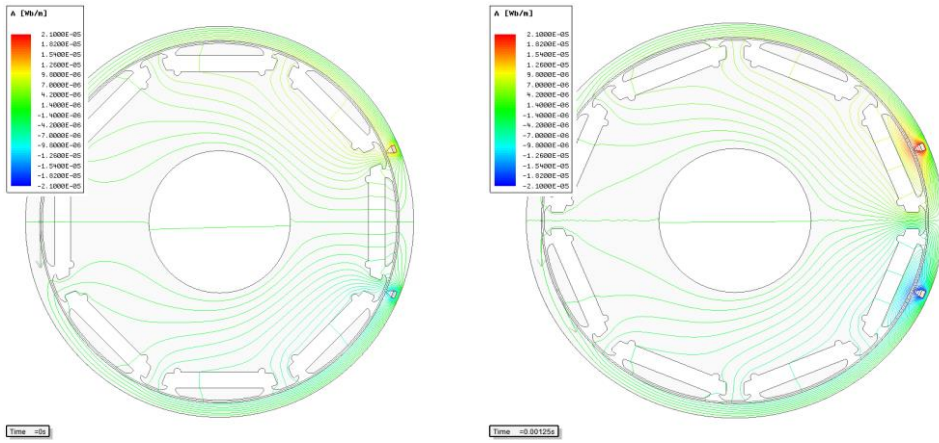 A [Wb/m]
2.1000E-05
1.8200E-05
1.5400E-05
1.2600E-05
9.8000E-06
7.0000E-06
4.2000E-06
1.4000E-06
-1.4000E-06
-4.2000E-06
-7.0000E-06
-9.8000E-06
-1.2600E-05
-1.5400E-05
-1.8200E-05
-2.1000E-05
Time =0s
A [Wb/m]
2.1000E-05
1.8200E-05
1.5400E-05
1.2600E-05
9.8000E-06
7.0000E-06
4.2000E-06
1.4000E-06
-1.4000E-06
-4.2000E-06
-7.0000E-06
-9.8000E-06
-1.2600E-05
-1.5400E-05
-1.8200E-05
-2.1000E-05
Time =0.00125s